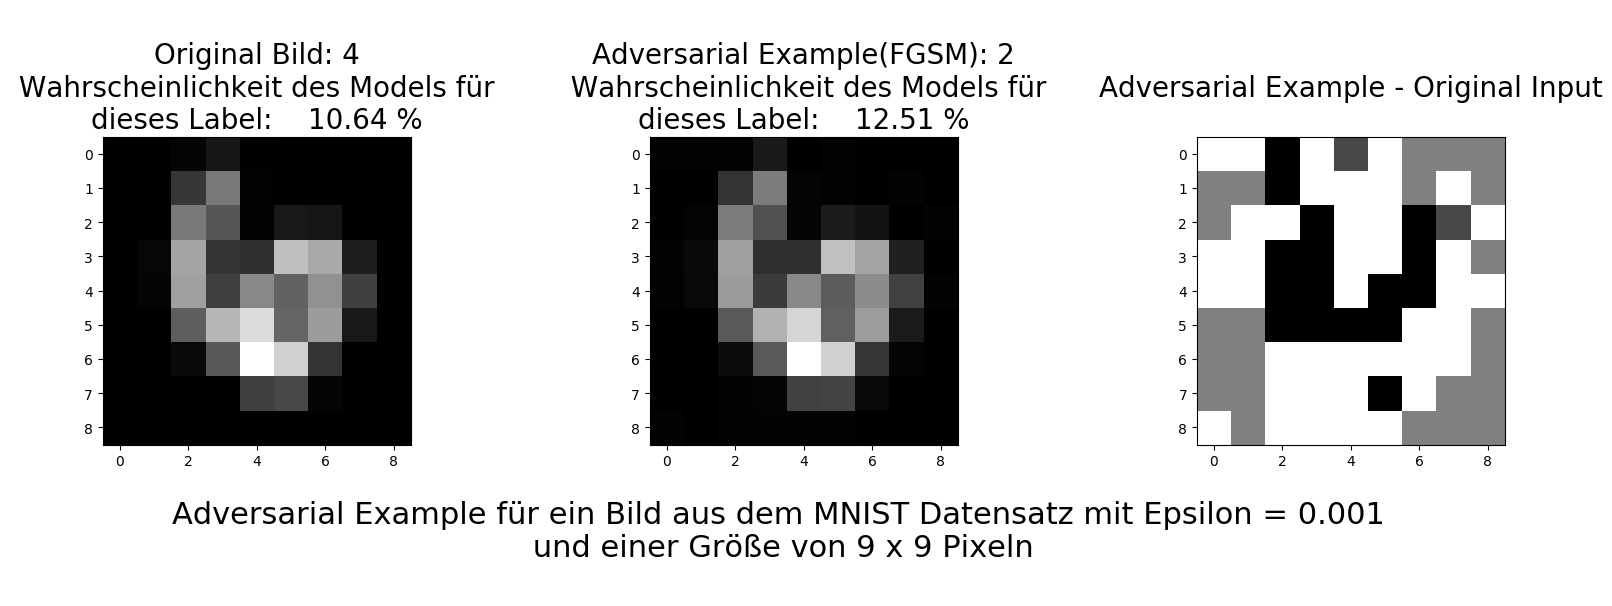 Original Bild: 4
Wahrscheinlichkeit des Models für
dieses Label: 10.64 %
Adversarial Example(FGSM): 2
Wahrscheinlichkeit des Models für
dieses Label: 12.51 %
Adversarial Example - Original Input
0
1
2
3
4
5
6
7
8
0 2 4 6 8
0
1
2
3
4
5
6
7
8
0 2 4 6 8
0
1
2
3
4
5
6
7
8
0 2 4 6 8
Adversarial Example für ein Bild aus dem MNIST Datensatz mit Epsilon = 0.001
und einer Größe von 9 x 9 Pixeln